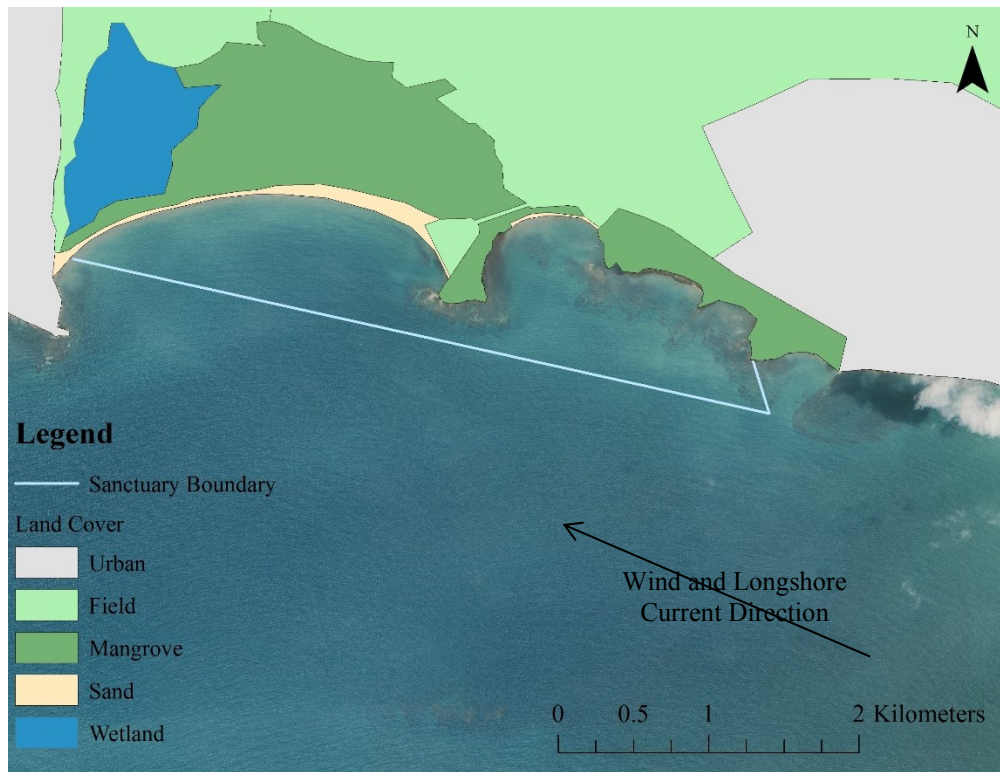 N
Legend
Sanctuary Boundary
Land Cover
Urban
Field
Mangrove
Sand
Wetland
Wind and Longshore
Current Direction
0 0.5 1 2 Kilometers